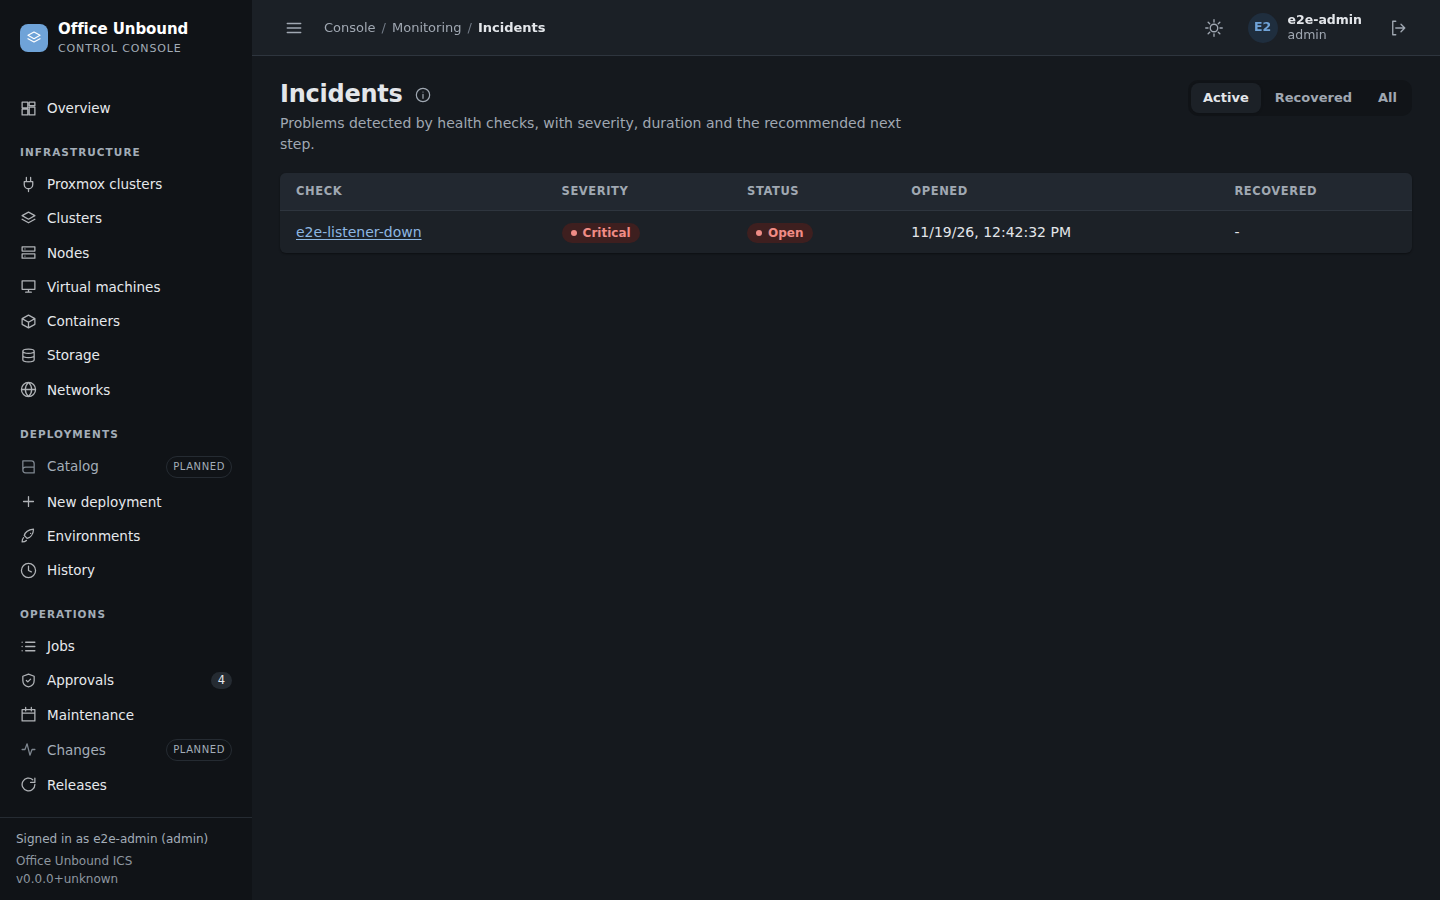 Office Unbound
CONTROL CONSOLE
Overview
INFRASTRUCTURE
Proxmox clusters
Clusters
Nodes
Virtual machines
Containers
Storage
Networks
DEPLOYMENTS
Catalog PLANNED
New deployment
Environments
History
OPERATIONS
Jobs
Approvals 4
Maintenance
Changes PLANNED
Releases
Signed in as e2e-admin (admin)
Office Unbound ICS
v0.0.0+unknown
Console / Monitoring / Incidents
E2 e2e-admin
admin
Incidents
Problems detected by health checks, with severity, duration and the recommended next
step.
Active Recovered All
CHECK SEVERITY STATUS OPENED RECOVERED
e2e-listener-down Critical Open 11/19/26, 12:42:32 PM -